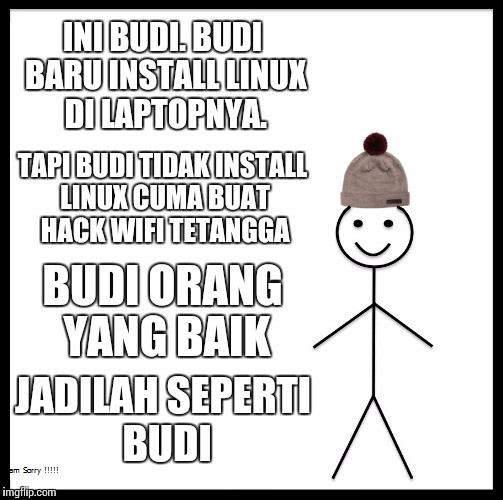 INI BUDI. BUDI
BARU INSTALL LINUX
DI LAPTOPNYA.
TAPI BUDI TIDAK INSTALL
LINUX CUMA BUAT
HACK WIFI TETANGGA
BUDI ORANG
YANG BAIK
JADILAH SEPERTI
BUDI
am Sorry !!!!!
imgflip.com